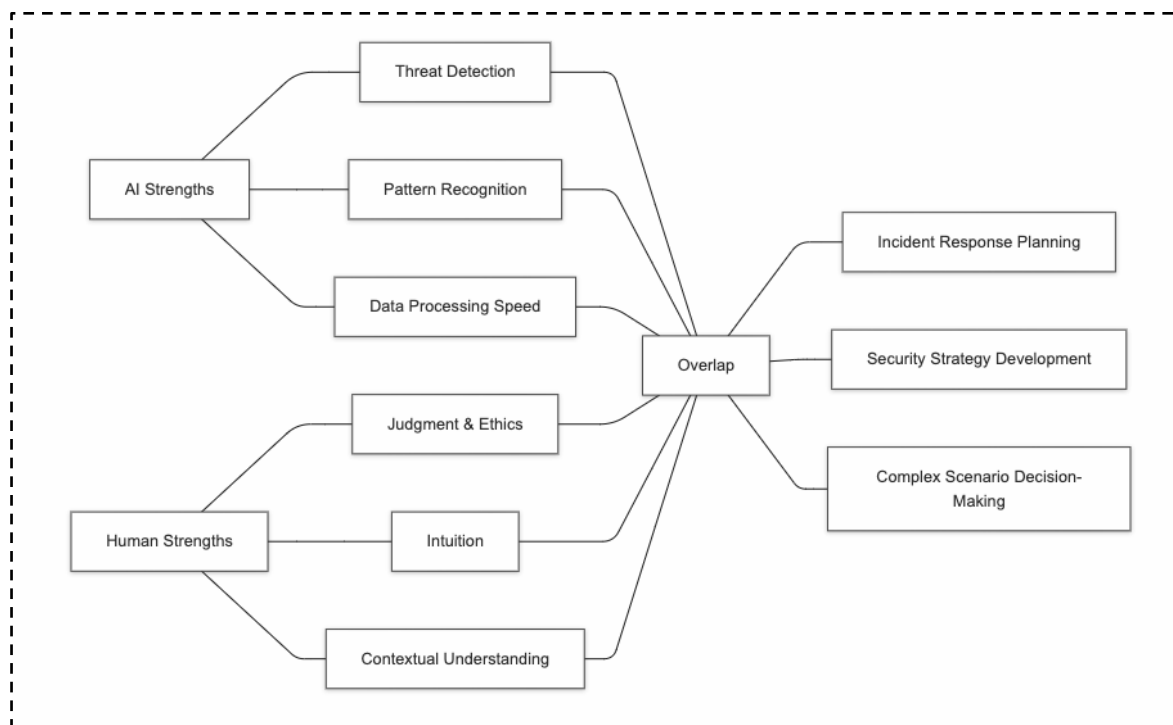 Threat Detection
AI Strengths
Pattern Recognition
Incident Response Planning
Data Processing Speed
Overlap
Security Strategy Development
Judgment & Ethics
Complex Scenario Decision-
Making
Human Strengths
Intuition
Contextual Understanding